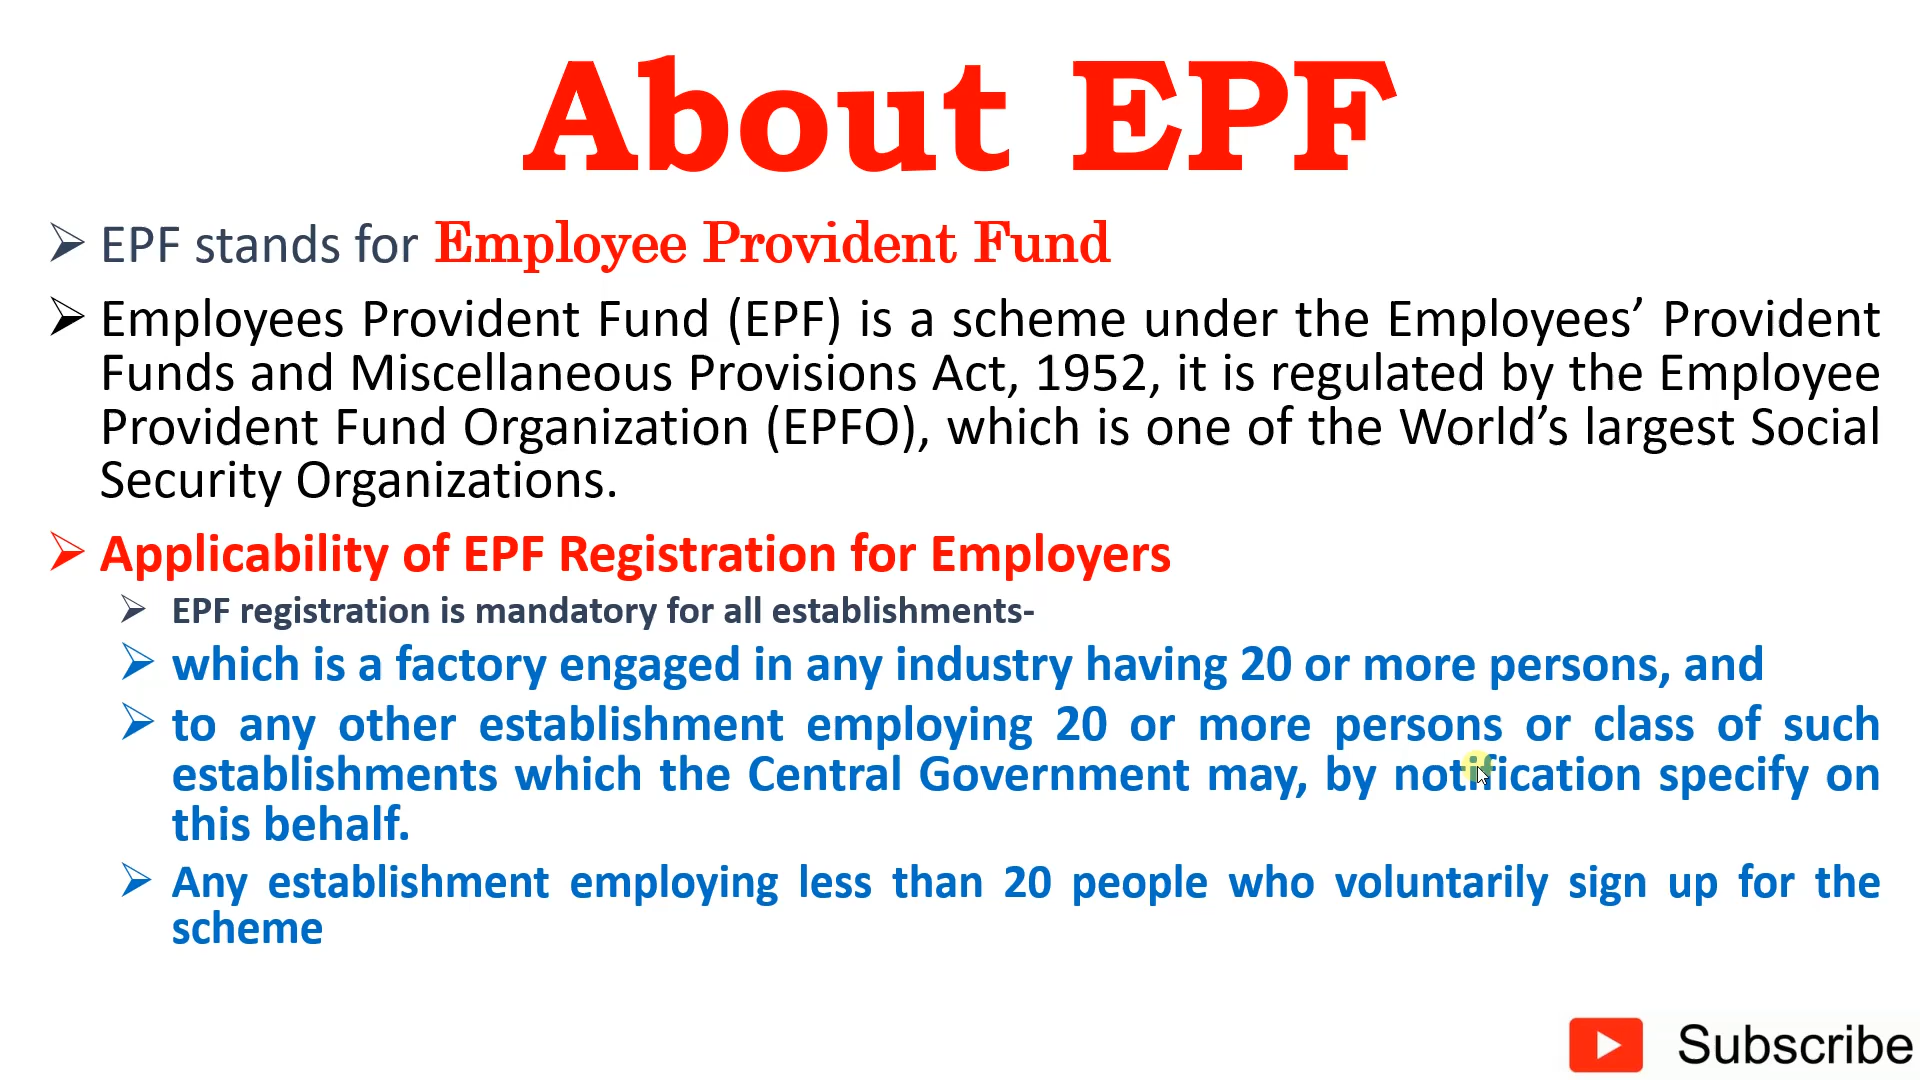 About EPF
EPF stands for Employee Provident Fund
Employees Provident Fund (EPF) is a scheme under the Employees’ Provident
Funds and Miscellaneous Provisions Act, 1952, it is regulated by the Employee
Provident Fund Organization (EPFO), which is one of the World’s largest Social
Security Organizations.
Applicability of EPF Registration for Employers
EPF registration is mandatory for all establishments-
which is a factory engaged in any industry having 20 or more persons, and
to any other establishment employing 20 or more persons or class of such
establishments which the Central Government may, by notification specify on
this behalf.
Any establishment employing less than 20 people who voluntarily sign up for the
scheme
Subscribe